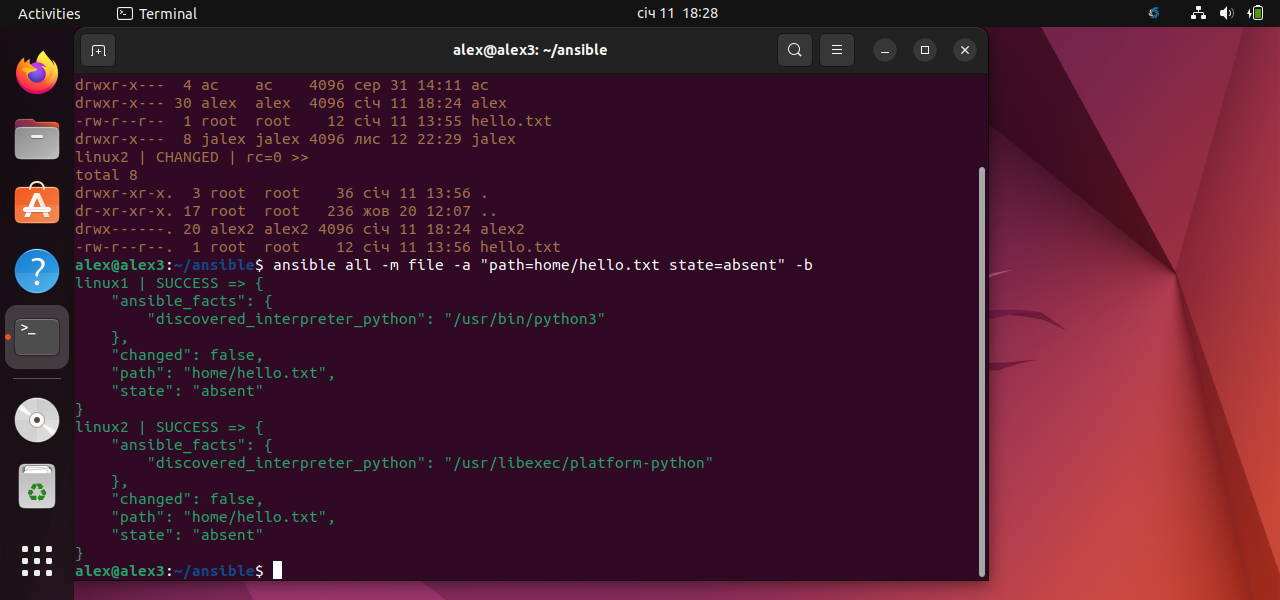 Activities
Terminal
січ 11 18:28
alex@alex3: ~/ansible
drwxr-x---  4 ac    ac    4096 сер 31 14:11 ac
drwxr-x--- 30 alex  alex  4096 січ 11 18:24 alex
-rw-r--r--  1 root  root    12 січ 11 13:55 hello.txt
drwxr-x---  8 jalex jalex 4096 лис 12 22:29 jalex
linux2 | CHANGED | rc=0 >>
total 8
drwxr-xr-x.  3 root  root    36 січ 11 13:56 .
dr-xr-xr-x. 17 root  root   236 жов 20 12:07 ..
drwx------. 20 alex2 alex2 4096 січ 11 18:24 alex2
-rw-r--r--.  1 root  root    12 січ 11 13:56 hello.txt
alex@alex3:~/ansible$ ansible all -m file -a "path=home/hello.txt state=absent" -b
linux1 | SUCCESS => {
    "ansible_facts": {
        "discovered_interpreter_python": "/usr/bin/python3"
    },
    "changed": false,
    "path": "home/hello.txt",
    "state": "absent"
}
linux2 | SUCCESS => {
    "ansible_facts": {
        "discovered_interpreter_python": "/usr/libexec/platform-python"
    },
    "changed": false,
    "path": "home/hello.txt",
    "state": "absent"
}
alex@alex3:~/ansible$